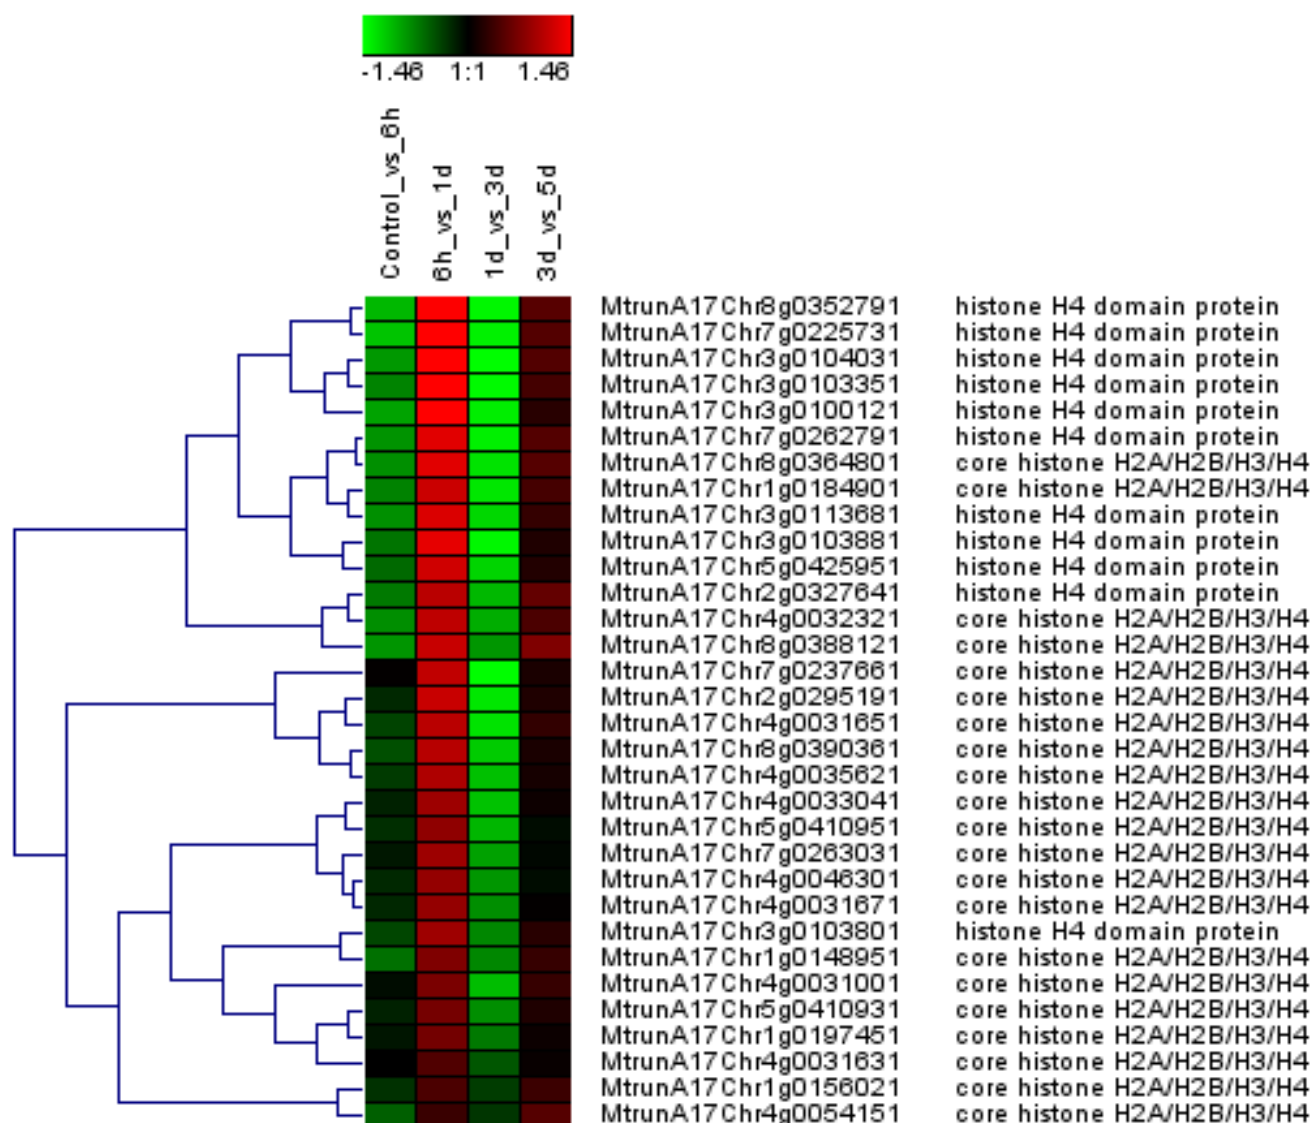 -1.46 1:1 1.46
Control_vs_6h
6h_vs_1d
1d_vs_3d
3d_vs_5d
MtrunA17Chr8g0352791 histone H4 domain protein
MtrunA17Chr7g0225731 histone H4 domain protein
MtrunA17Chr3g0104031 histone H4 domain protein
MtrunA17Chr3g0103351 histone H4 domain protein
MtrunA17Chr3g0100121 histone H4 domain protein
MtrunA17Chr7g0262791 histone H4 domain protein
MtrunA17Chr8g0364801 core histone H2A/H2B/H3/H4
MtrunA17Chr1g0184901 core histone H2A/H2B/H3/H4
MtrunA17Chr3g0113681 histone H4 domain protein
MtrunA17Chr3g0103881 histone H4 domain protein
MtrunA17Chr5g0425951 histone H4 domain protein
MtrunA17Chr2g0327641 histone H4 domain protein
MtrunA17Chr4g0032321 core histone H2A/H2B/H3/H4
MtrunA17Chr8g0388121 core histone H2A/H2B/H3/H4
MtrunA17Chr7g0237661 core histone H2A/H2B/H3/H4
MtrunA17Chr2g0295191 core histone H2A/H2B/H3/H4
MtrunA17Chr4g0031651 core histone H2A/H2B/H3/H4
MtrunA17Chr8g0390361 core histone H2A/H2B/H3/H4
MtrunA17Chr4g0035621 core histone H2A/H2B/H3/H4
MtrunA17Chr4g0033041 core histone H2A/H2B/H3/H4
MtrunA17Chr5g0410951 core histone H2A/H2B/H3/H4
MtrunA17Chr7g0263031 core histone H2A/H2B/H3/H4
MtrunA17Chr4g0046301 core histone H2A/H2B/H3/H4
MtrunA17Chr4g0031671 core histone H2A/H2B/H3/H4
MtrunA17Chr3g0103801 histone H4 domain protein
MtrunA17Chr1g0148951 core histone H2A/H2B/H3/H4
MtrunA17Chr4g0031001 core histone H2A/H2B/H3/H4
MtrunA17Chr5g0410931 core histone H2A/H2B/H3/H4
MtrunA17Chr1g0197451 core histone H2A/H2B/H3/H4
MtrunA17Chr4g0031631 core histone H2A/H2B/H3/H4
MtrunA17Chr1g0156021 core histone H2A/H2B/H3/H4
MtrunA17Chr4g0054151 core histone H2A/H2B/H3/H4